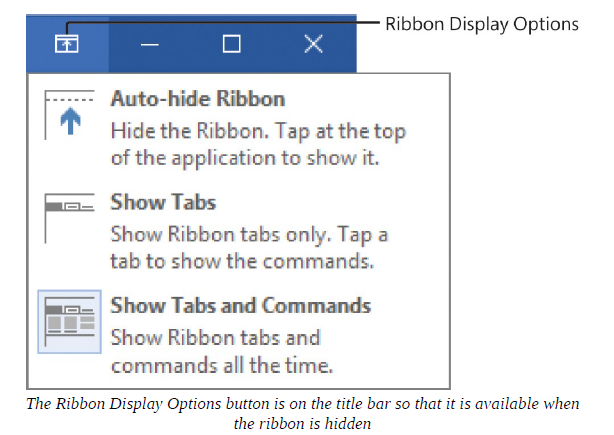 Ribbon Display Options
Auto-hide Ribbon
Hide the Ribbon. Tap at the top
of the application to show it.
Show Tabs
Show Ribbon tabs only. Tap a
tab to show the commands.
Show Tabs and Commands
Show Ribbon tabs and
commands all the time.
The Ribbon Display Options button is on the title bar so that it is available when
the ribbon is hidden